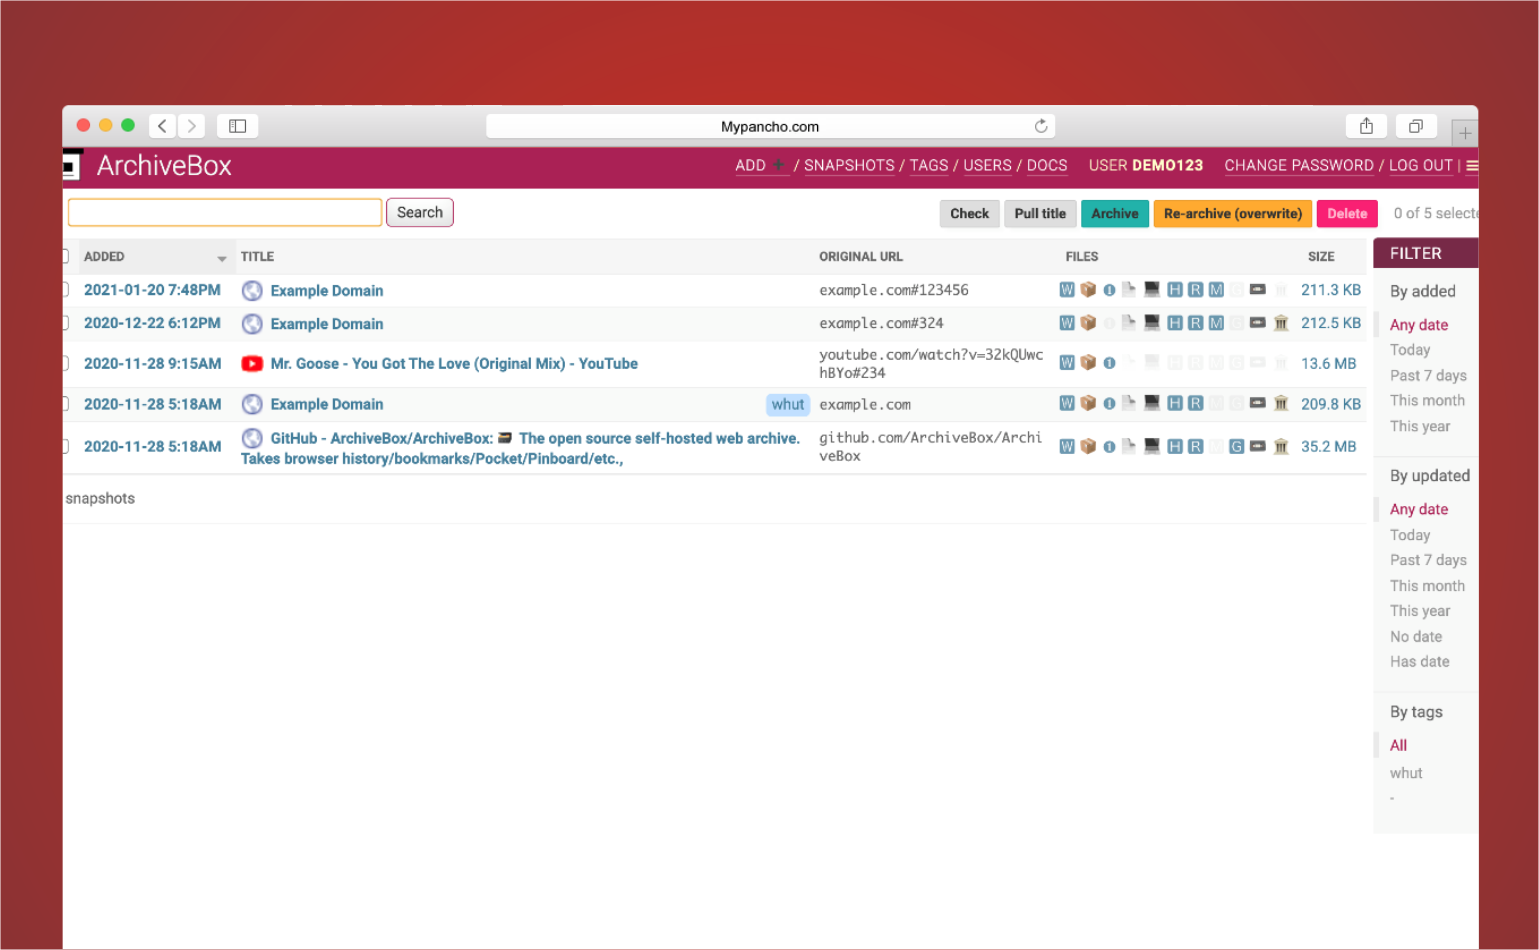 Mypancho.com
ArchiveBox
ADD + / SNAPSHOTS / TAGS / USERS / DOCS USER DEMO123 CHANGE PASSWORD / LOG OUT |
Search
Check Pull title Archive Re-archive (overwrite) Delete 0 of 5 selecte
ADDED TITLE ORIGINAL URL FILES SIZE
2021-01-20 7:48PM Example Domain example.com#123456 W H R M 211.3 KB
2020-12-22 6:12PM Example Domain example.com#324 W H R M 212.5 KB
2020-11-28 9:15AM Mr. Goose - You Got The Love (Original Mix) - YouTube youtube.com/watch?v=32kQUwc
hBYo#234 W 13.6 MB
2020-11-28 5:18AM Example Domain whut example.com W H R 209.8 KB
2020-11-28 5:18AM GitHub - ArchiveBox/ArchiveBox: The open source self-hosted web archive.
Takes browser history/bookmarks/Pocket/Pinboard/etc.,
github.com/ArchiveBox/Archi
veBox W H R G 35.2 MB
snapshots
FILTER
By added
Any date
Today
Past 7 days
This month
This year
By updated
Any date
Today
Past 7 days
This month
This year
No date
Has date
By tags
All
whut
-